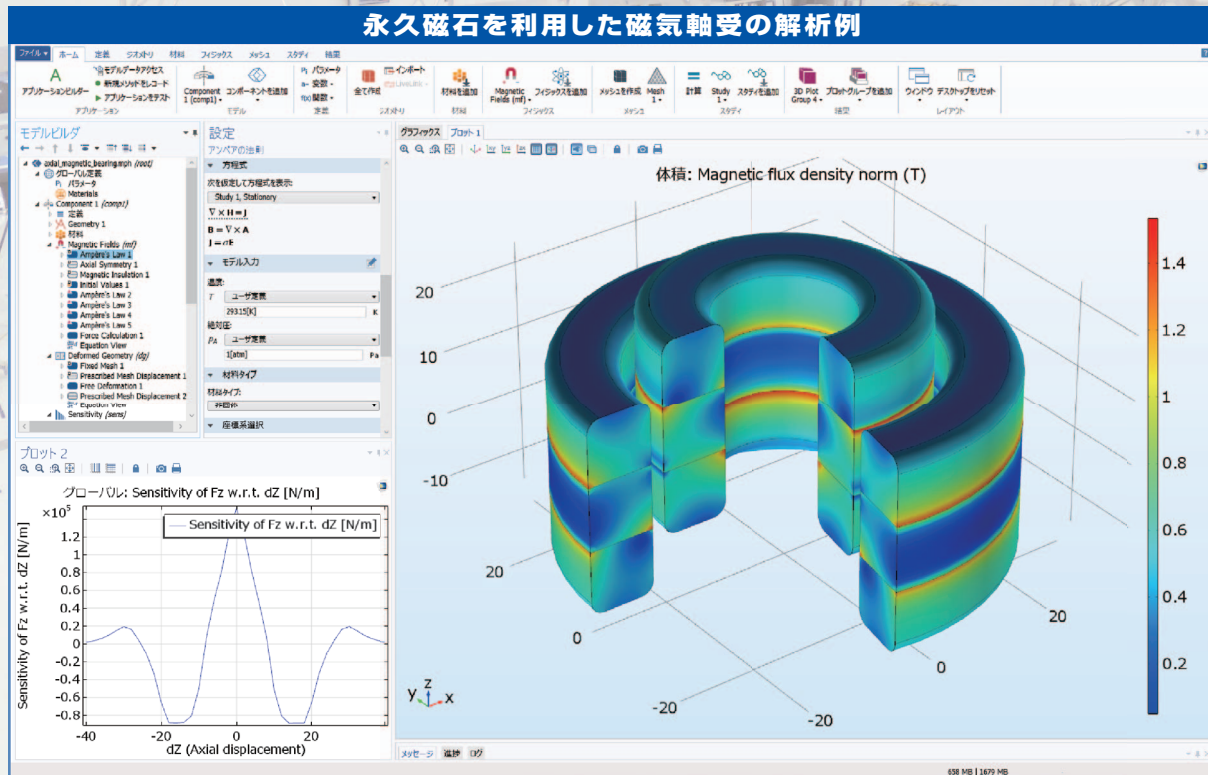 永久磁石を利用した磁気軸受の解析例
ファイル ホーム 定義 ジオメトリ 材料 フィジックス メッシュ スタディ 結果
アプリケーションビルダー
モデルデータアクセス
新規メソッドをレコード
アプリケーションをテスト
アプリケーション
Component 1 (comp1)
コンポーネントを追加
モデル
Pi パラメータ
a= 変数
f(x) 関数
定義
全て作成
インポート
LiveLink
ジオメトリ
材料を追加
材料
Magnetic Fields (mf)
フィジックスを追加
フィジックス
メッシュを作成
Mesh 1
メッシュ
計算
Study 1
スタディを追加
スタディ
3D Plot Group 4
プロットグループを追加
結果
ウィンドウ
デスクトップをリセット
レイアウト
モデルビルダ
axial_magnetic_bearing.mph (root)
グローバル定義
Pi パラメータ
Materials
Component 1 (comp1)
定義
Geometry 1
材料
Magnetic Fields (mf)
Ampère's Law 1
Axial Symmetry 1
Magnetic Insulation 1
Initial Values 1
Ampère's Law 2
Ampère's Law 3
Ampère's Law 4
Ampère's Law 5
Force Calculation 1
Equation View
Deformed Geometry (dg)
Fixed Mesh 1
Prescribed Mesh Displacement 1
Free Deformation 1
Prescribed Mesh Displacement 2
Equation View
Sensitivity (sens)
設定
アンペアの法則
方程式
次を仮定して方程式を表示:
Study 1, Stationary
∇ × H = J
B = ∇ × A
J = σE
モデル入力
温度:
T ユーザ定義
293.15[K] K
絶対圧:
PA ユーザ定義
1[atm] Pa
材料タイプ
材料タイプ:
非固体
座標系選択
グラフィックス プロット 1
体積: Magnetic flux density norm (T)
20
10
0
-10
20
0
-20
-20
0
20
y z x
1.4
1.2
1
0.8
0.6
0.4
0.2
プロット 2
グローバル: Sensitivity of Fz w.r.t. dZ [N/m]
×10⁵
Sensitivity of Fz w.r.t. dZ [N/m]
Sensitivity of Fz w.r.t. dZ [N/m]
1.2
1
0.8
0.6
0.4
0.2
0
-0.2
-0.4
-0.6
-0.8
-40 -20 0 20
dZ (Axial displacement)
メッセージ 進捗 ログ
658 MB | 1679 MB